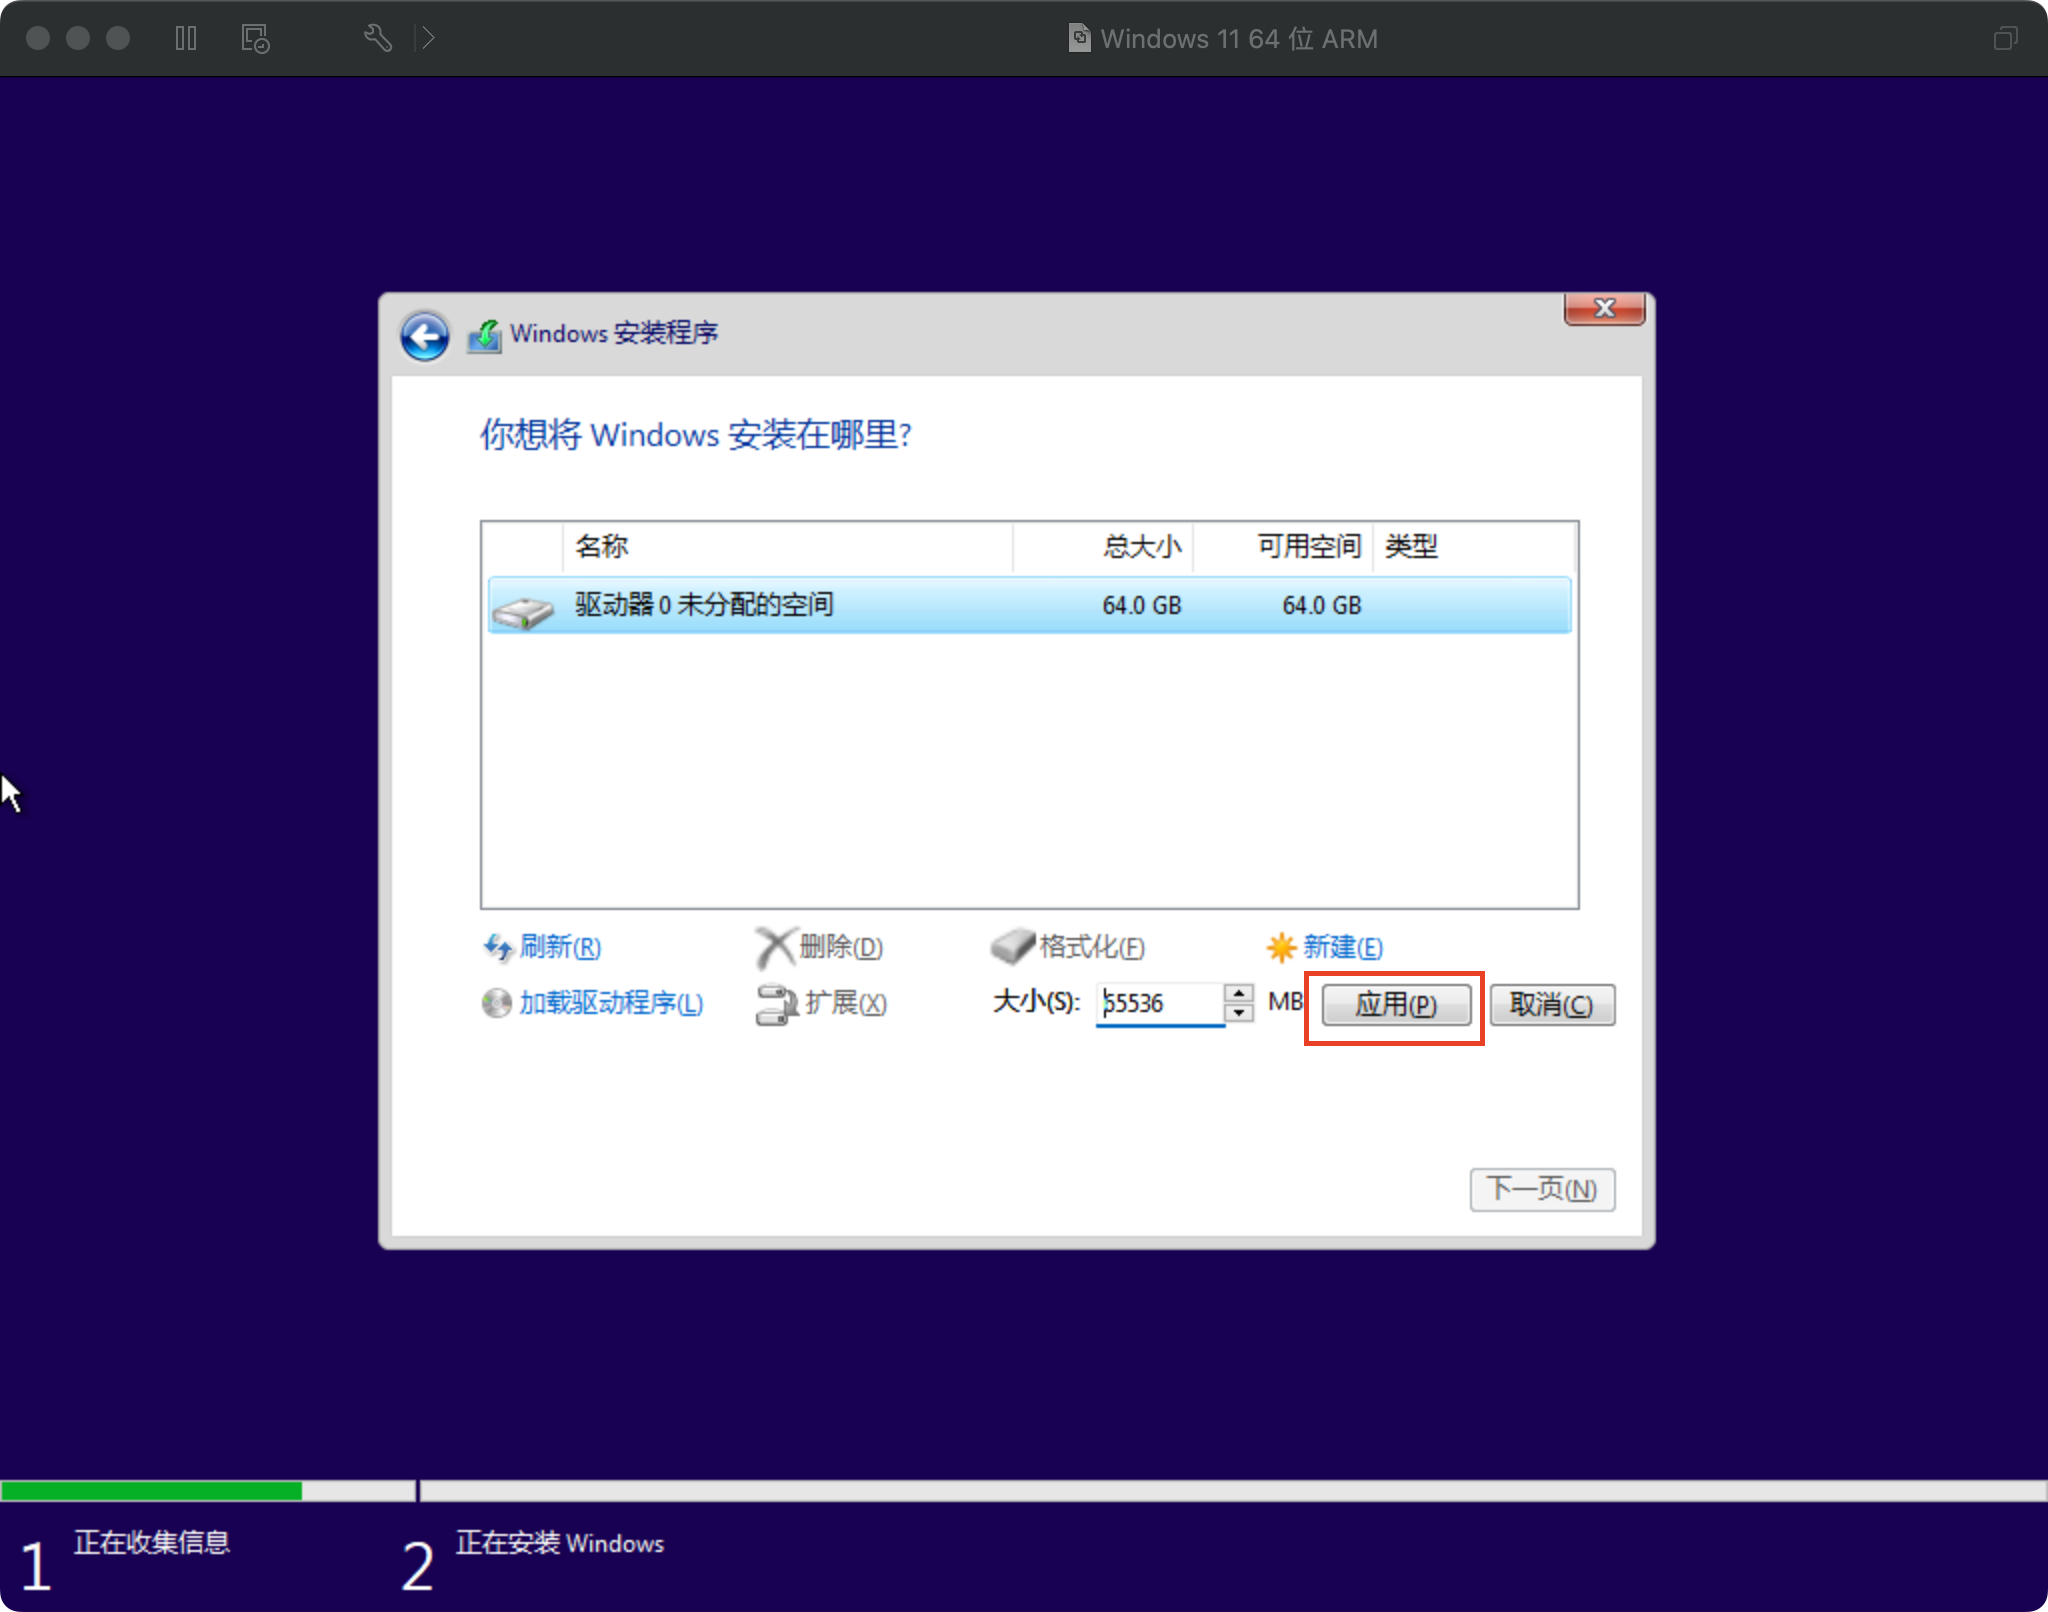 Windows 11 64 位 ARM
Windows 安装程序
你想将 Windows 安装在哪里?
名称 总大小 可用空间 类型
驱动器 0 未分配的空间 64.0 GB 64.0 GB
刷新(R) 删除(D) 格式化(F) 新建(E)
加载驱动程序(L) 扩展(X) 大小(S): 65536 MB 应用(P) 取消(C)
下一页(N)
1 正在收集信息 2 正在安装 Windows